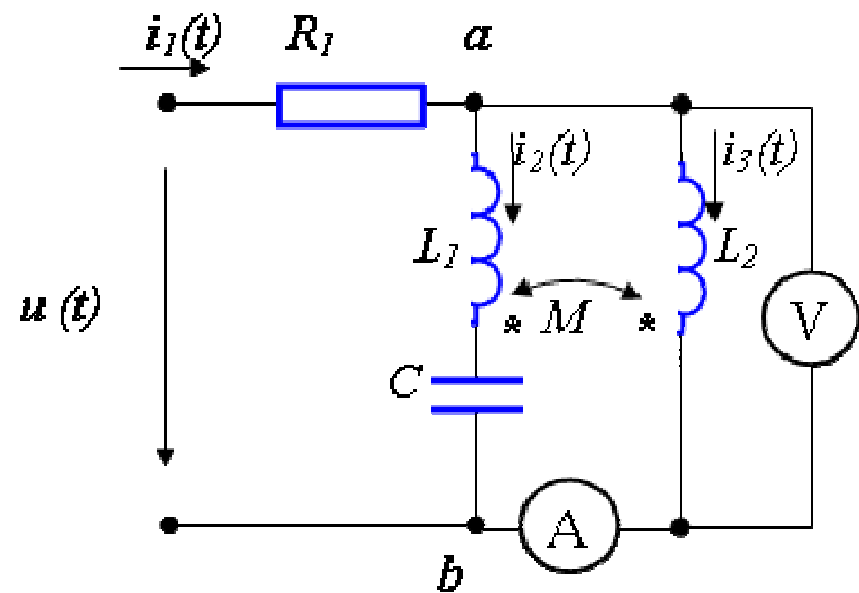 i₁(t) R₁ a
i₂(t) i₃(t)
L₁ L₂
u (t) * M * V
C
A
b